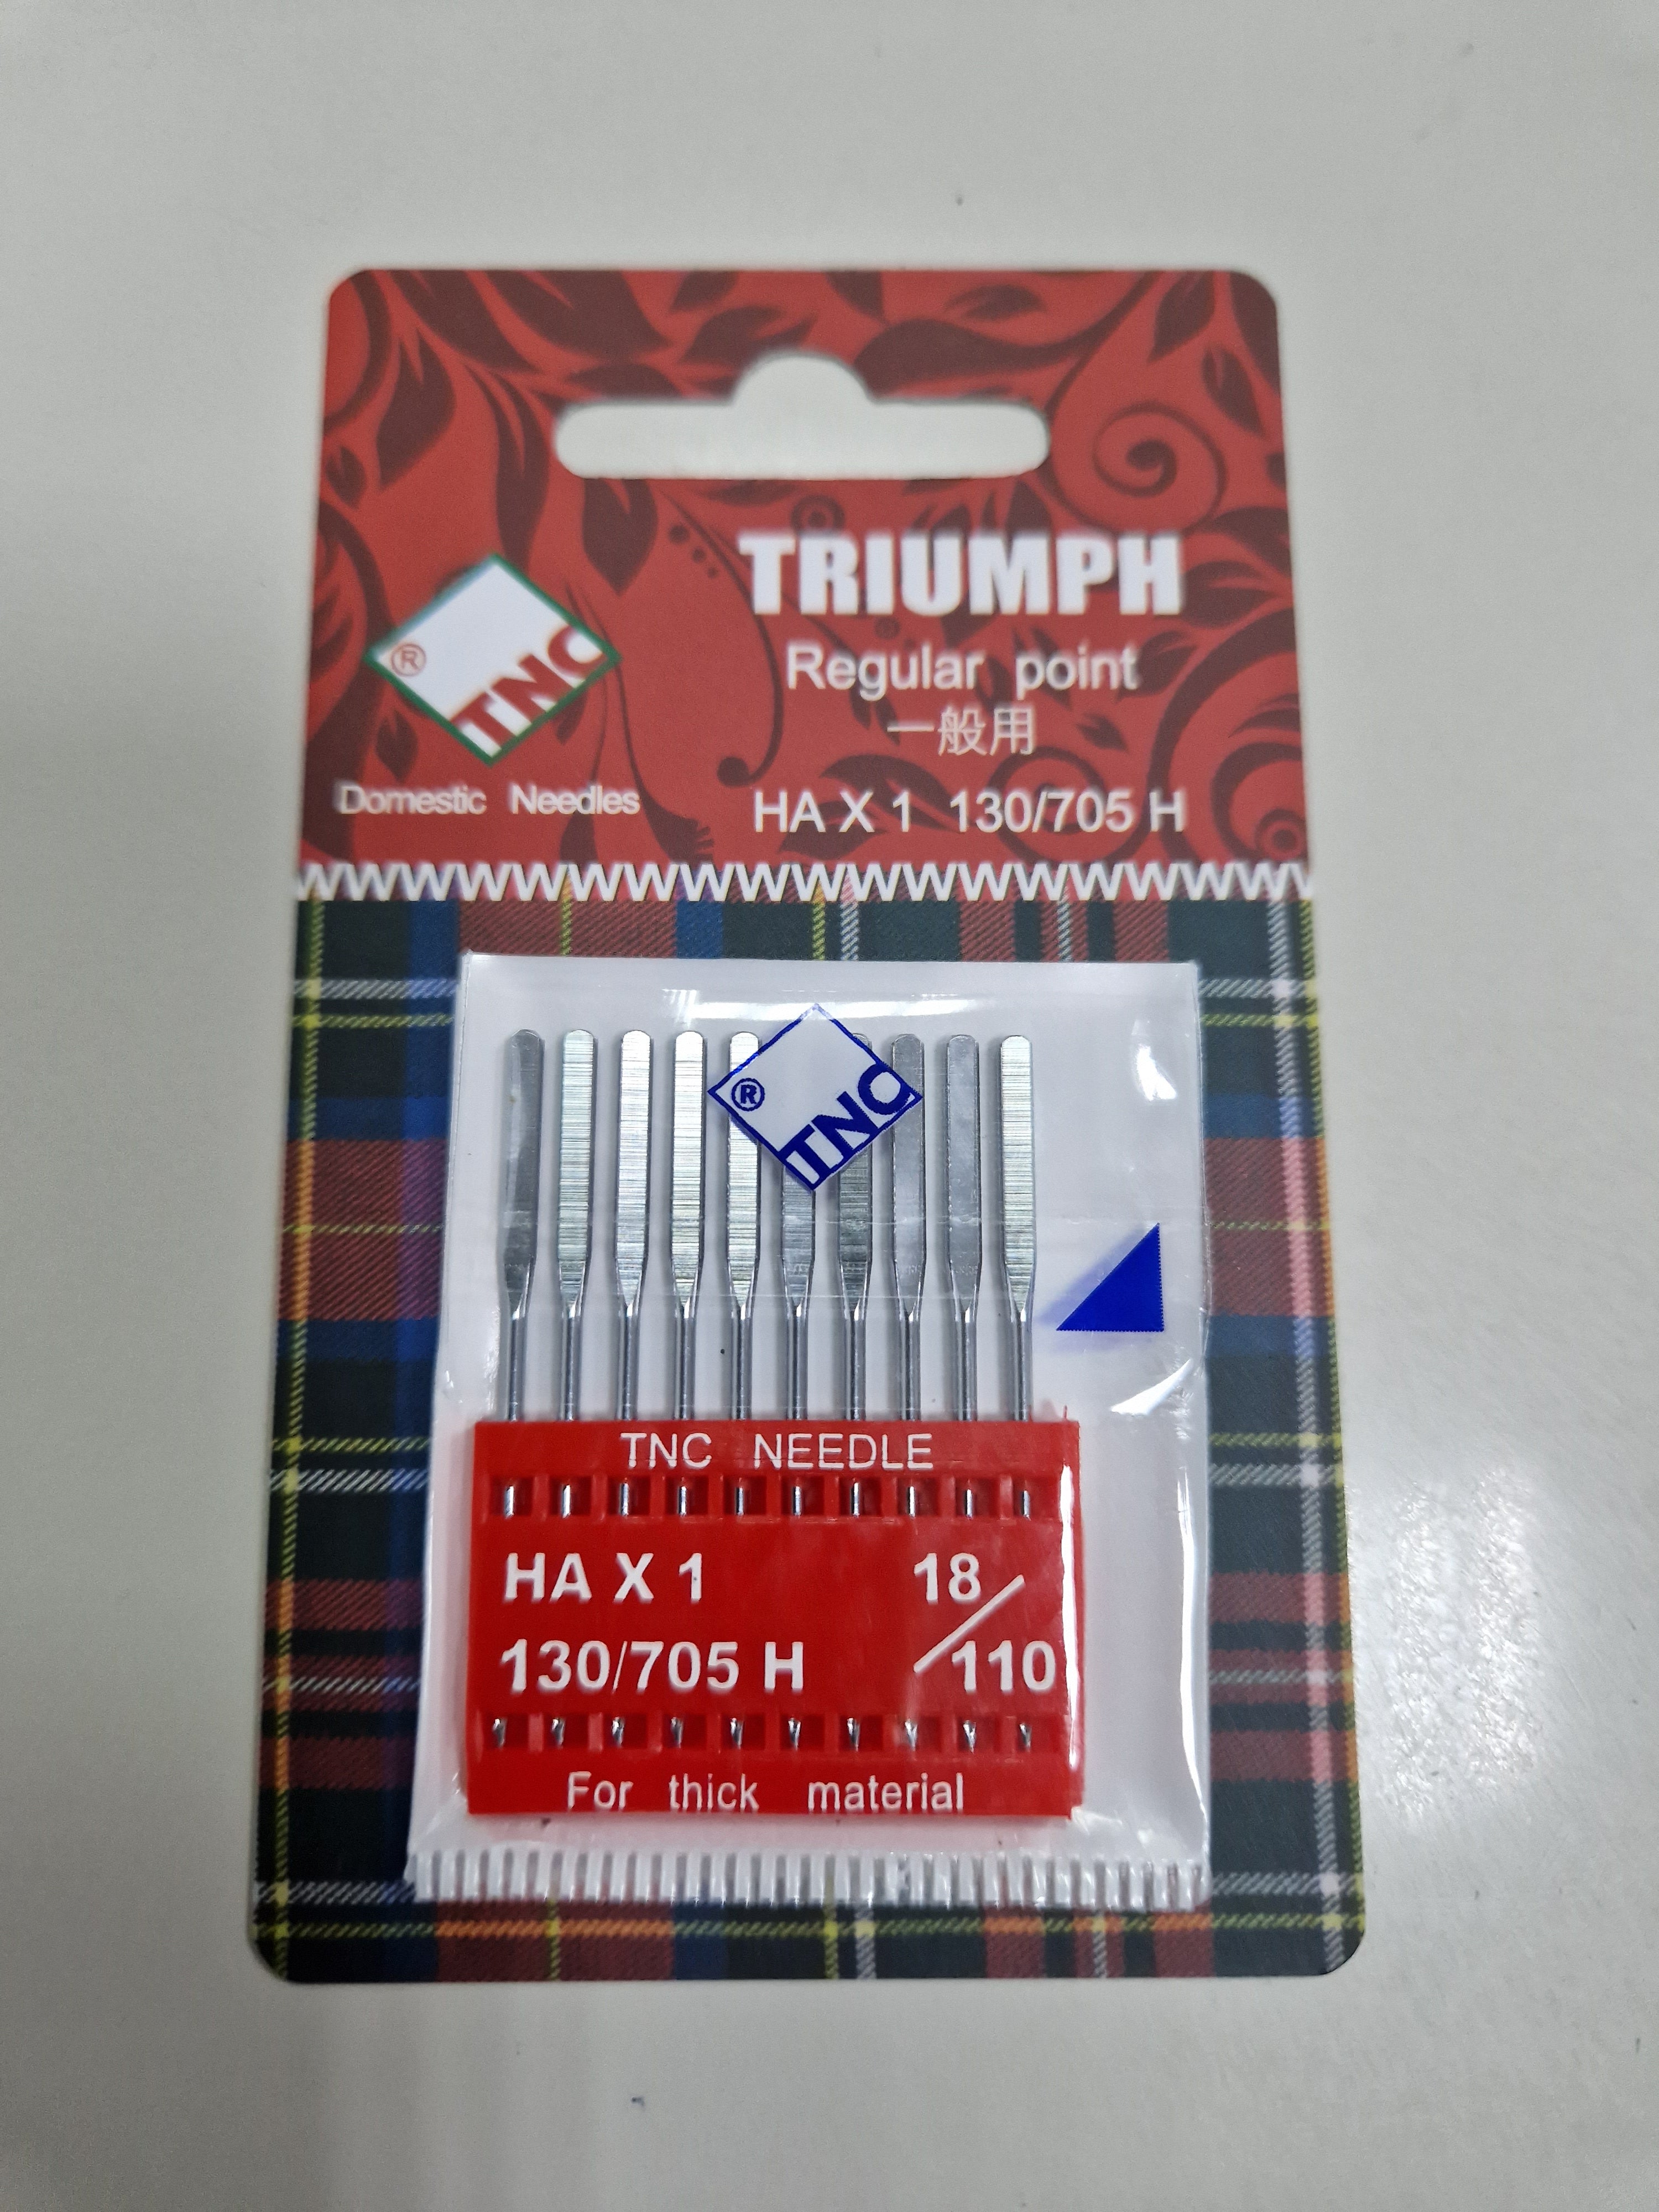 TRIUMPH
Regular point
一般用
HA X 1 130/705 H
® TNC
Domestic Needles
® TNC
TNC NEEDLE
HA X 1 18/110
130/705 H
For thick material